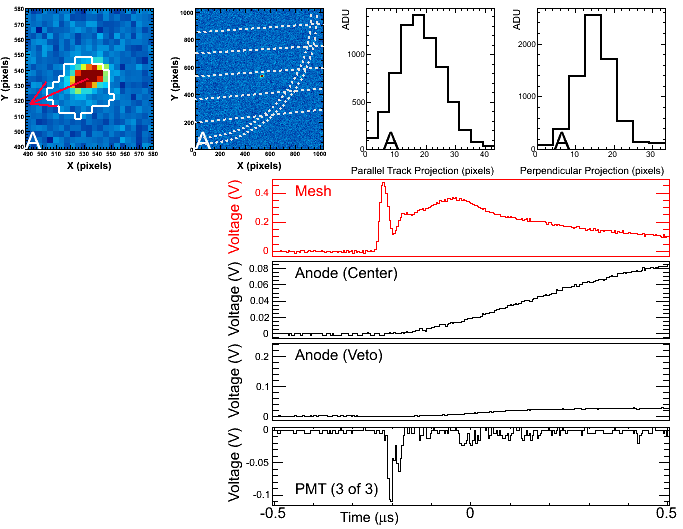 580
570
560
550
540
530
520
510
500
490
Y (pixels)
A
490 500 510 520 530 540 550 560 570 580
X (pixels)
1000
800
600
400
200
0
Y (pixels)
A
0 200 400 600 800 1000
X (pixels)
ADU
1000
500
0
A
0 10 20 30 40
Parallel Track Projection (pixels)
ADU
2000
1000
0
A
0 10 20 30
Perpendicular Projection (pixels)
Voltage (V)
0.4
0.2
0
Mesh
Voltage (V)
0.08
0.06
0.04
0.02
0
Anode (Center)
Voltage (V)
0.2
0.1
0
Anode (Veto)
Voltage (V)
0
-0.05
-0.1
PMT (3 of 3)
-0.5 0 0.5
Time (μs)